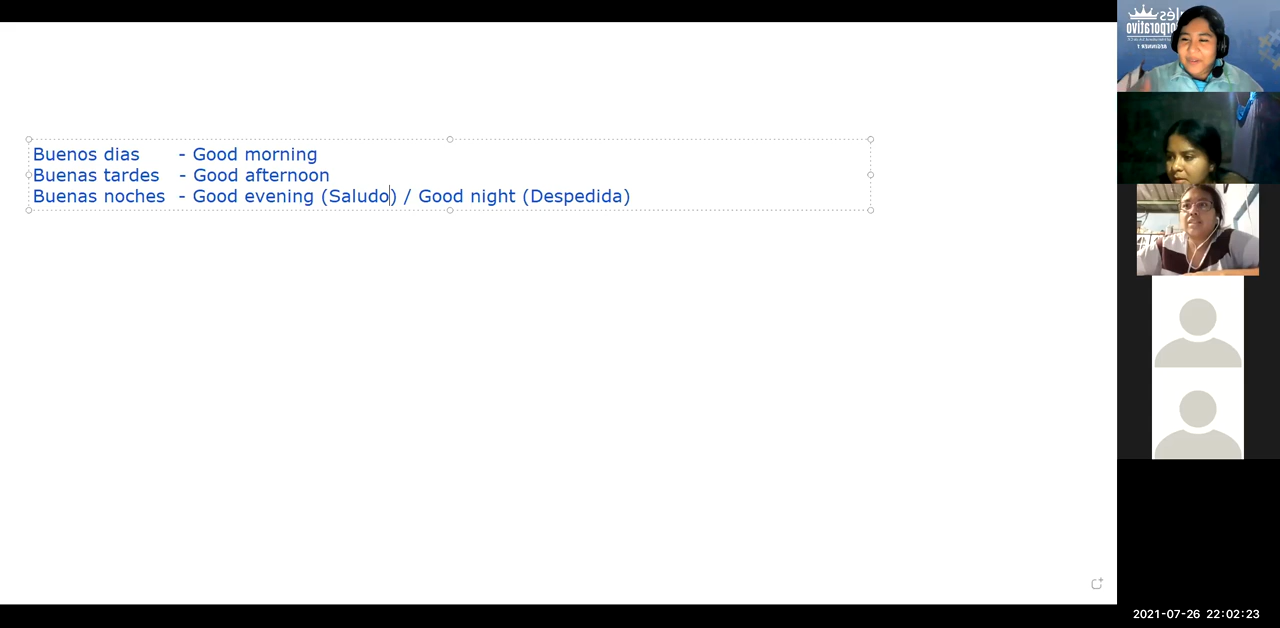 Buenos dias - Good morning
Buenas tardes - Good afternoon
Buenas noches - Good evening (Saludo) / Good night (Despedida)
2021-07-26 22:02:23